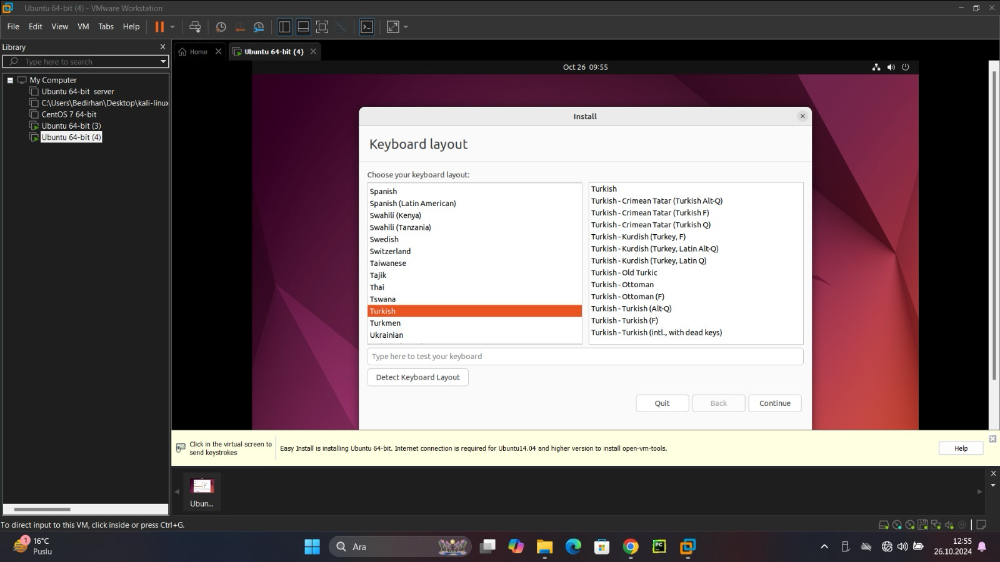 Ubuntu 64-bit (4) - VMware Workstation
File Edit View VM Tabs Help
Library
Type here to search
My Computer
Ubuntu 64-bit server
C:\Users\Bedirhan\Desktop\kali-linux
CentOS 7 64-bit
Ubuntu 64-bit (3)
Ubuntu 64-bit (4)
Home
Ubuntu 64-bit (4)
Oct 26 09:55
Install
Keyboard layout
Choose your keyboard layout:
Spanish
Spanish (Latin American)
Swahili (Kenya)
Swahili (Tanzania)
Swedish
Switzerland
Taiwanese
Tajik
Thai
Tswana
Turkish
Turkmen
Ukrainian
Turkish
Turkish - Crimean Tatar (Turkish Alt-Q)
Turkish - Crimean Tatar (Turkish F)
Turkish - Crimean Tatar (Turkish Q)
Turkish - Kurdish (Turkey, F)
Turkish - Kurdish (Turkey, Latin Alt-Q)
Turkish - Kurdish (Turkey, Latin Q)
Turkish - Old Turkic
Turkish - Ottoman
Turkish - Ottoman (F)
Turkish - Turkish (Alt-Q)
Turkish - Turkish (F)
Turkish - Turkish (intl., with dead keys)
Type here to test your keyboard
Detect Keyboard Layout
Quit
Back
Continue
Click in the virtual screen to
send keystrokes
Easy Install is installing Ubuntu 64-bit. Internet connection is required for Ubuntu14.04 and higher version to install open-vm-tools.
Help
Ubun...
To direct input to this VM, click inside or press Ctrl+G.
1
16°C
Puslu
Ara
PC
12:55
26.10.2024